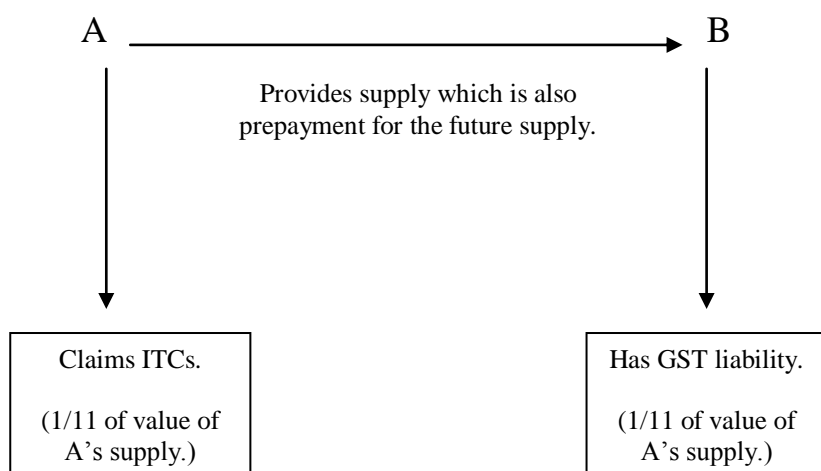 A
B
Provides supply which is also
prepayment for the future supply.
Claims ITCs.
(1/11 of value of
A's supply.)
Has GST liability.
(1/11 of value of
A's supply.)